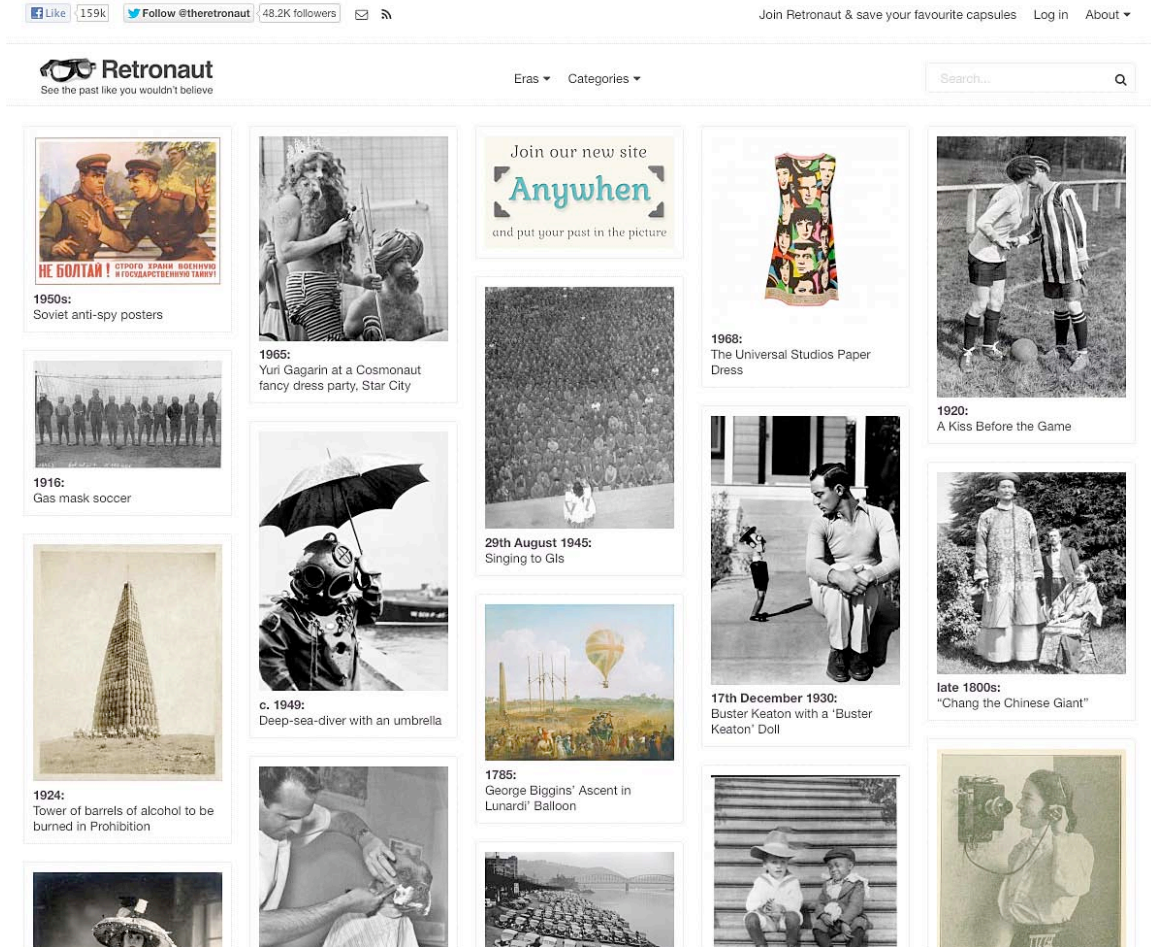 Like 159k Follow @theretronaut 48.2K followers
Join Retronaut & save your favourite capsules Log in About
Retronaut
See the past like you wouldn't believe
Eras Categories
Search...
НЕ БОЛТАЙ!
СТРОГО ХРАНИ ВОЕННУЮ
И ГОСУДАРСТВЕННУЮ ТАЙНУ!
1950s:
Soviet anti-spy posters
1916:
Gas mask soccer
1924:
Tower of barrels of alcohol to be
burned in Prohibition
1965:
Yuri Gagarin at a Cosmonaut
fancy dress party, Star City
c. 1949:
Deep-sea-diver with an umbrella
Join our new site
Anywhen
and put your past in the picture
29th August 1945:
Singing to GIs
1785:
George Biggins' Ascent in
Lunardi' Balloon
1968:
The Universal Studios Paper
Dress
17th December 1930:
Buster Keaton with a 'Buster
Keaton' Doll
1920:
A Kiss Before the Game
late 1800s:
"Chang the Chinese Giant"